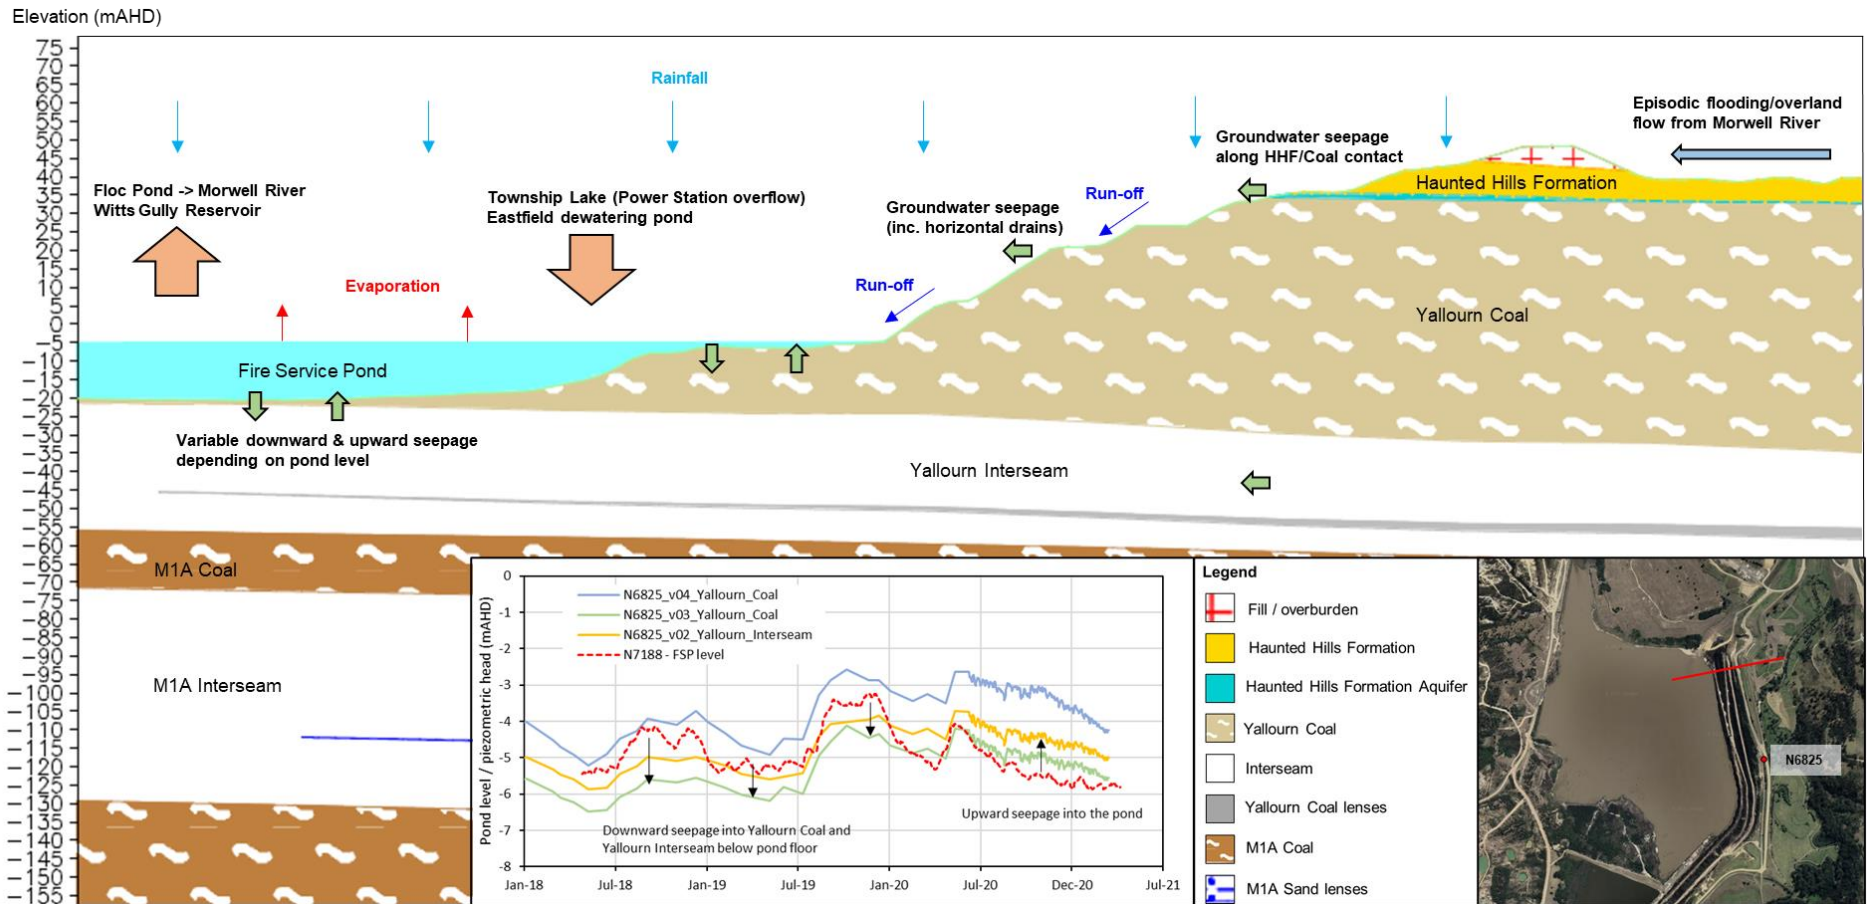 Elevation (mAHD)
75
70
65
60
55
50
45
40
35
30
25
20
15
10
5
0
-5
-10
-15
-20
-25
-30
-35
-40
-45
-50
-55
-60
-65
-70
-75
-80
-85
-90
-95
-100
-105
-110
-115
-120
-125
-130
-135
-140
-145
-150
-155
Rainfall
Episodic flooding/overland
flow from Morwell River
Groundwater seepage
along HHF/Coal contact
Haunted Hills Formation
Floc Pond -> Morwell River
Witts Gully Reservoir
Township Lake (Power Station overflow)
Eastfield dewatering pond
Run-off
Groundwater seepage
(inc. horizontal drains)
Evaporation
Run-off
Yallourn Coal
Fire Service Pond
Variable downward & upward seepage
depending on pond level
Yallourn Interseam
M1A Coal
M1A Interseam
Pond level / piezometric head (mAHD)
0
-1
-2
-3
-4
-5
-6
-7
-8
N6825_v04_Yallourn_Coal
N6825_v03_Yallourn_Coal
N6825_v02_Yallourn_Interseam
N7188 - FSP level
Downward seepage into Yallourn Coal and
Yallourn Interseam below pond floor
Upward seepage into the pond
Jan-18
Jul-18
Jan-19
Jul-19
Jan-20
Jul-20
Dec-20
Jul-21
Legend
Fill / overburden
Haunted Hills Formation
Haunted Hills Formation Aquifer
Yallourn Coal
Interseam
Yallourn Coal lenses
M1A Coal
M1A Sand lenses
N6825